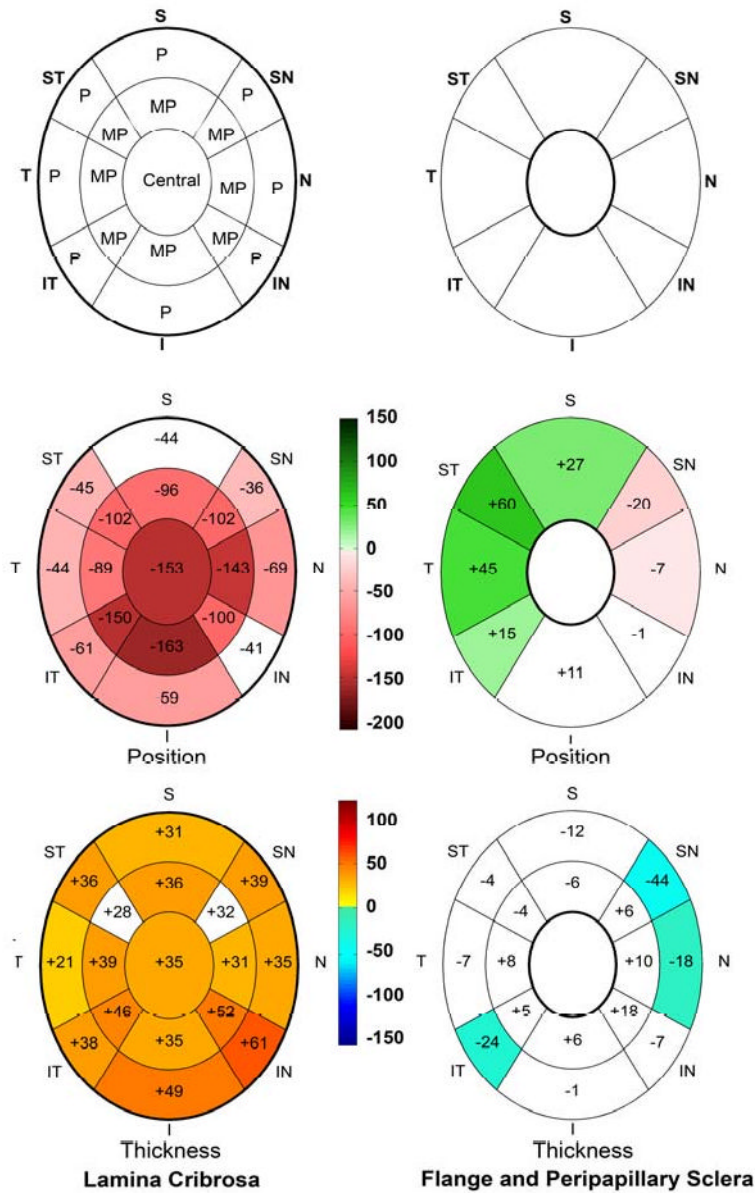 S S
ST P SN ST SN
P MP P
MP MP
T P MP Central MP P N T N
MP MP MP
IT P P IN IT IN
P
I I
S S
150
ST -44 SN ST +27 SN
-45 -96 -36 100 +60 -20
-102 -102 50
T -44 -89 -153 -143 -69 N 0 T +45 -7 N
-150 -100 -50
-61 -163 -41 -100 +15 -1
IT IN -150 IT +11 IN
59 -200
I I
Position Position
S S
100
ST +31 SN ST -12 SN
+36 +36 +39 50 -4 -6 -44
+28 +32 -4 +6
0
+21 +39 +35 +31 +35 N -50 T -7 +8 +10 -18 N
+46 +52 +5 +18
+38 +35 +61 -100 -24 +6 -7
IT +49 IN -150 IT -1 IN
I I
Thickness Thickness
Lamina Cribrosa Flange and Peripapillary Sclera